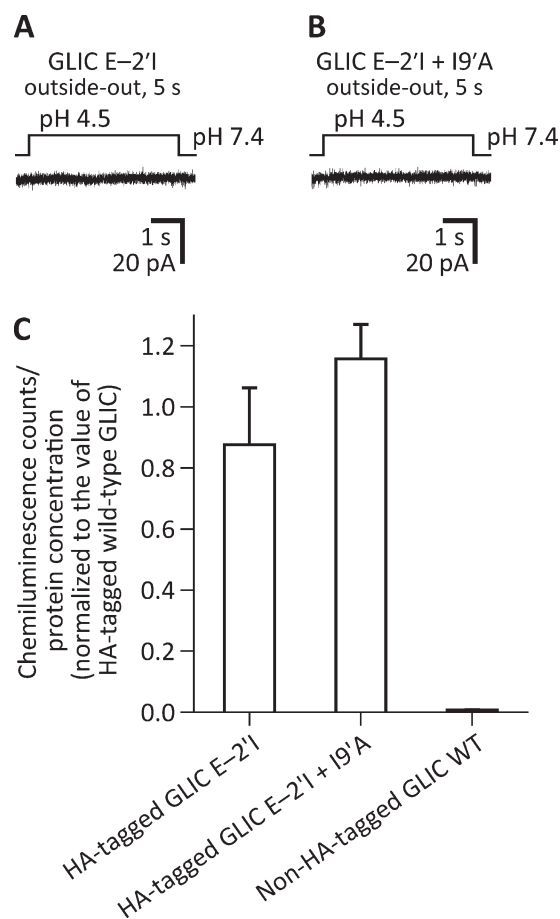 A
GLIC E–2'I
outside-out, 5 s
pH 4.5
pH 7.4
1 s
20 pA
B
GLIC E–2'I + I9'A
outside-out, 5 s
pH 4.5
pH 7.4
1 s
20 pA
C
Chemiluminescence counts/
protein concentration
(normalized to the value of
HA-tagged wild-type GLIC)
1.2
1.0
0.8
0.6
0.4
0.2
0.0
HA-tagged GLIC E–2'I
HA-tagged GLIC E–2'I + I9'A
Non-HA-tagged GLIC WT